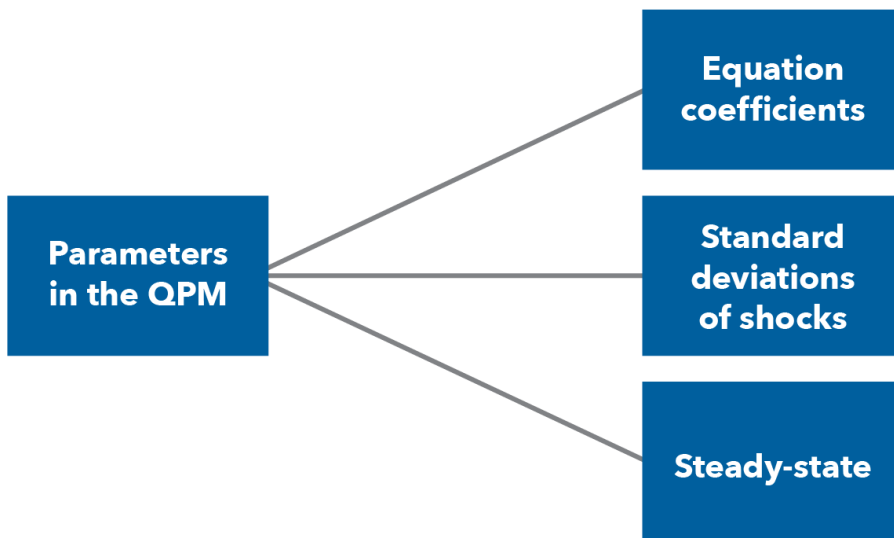 Equation
coefficients
Parameters
in the QPM
Standard
deviations
of shocks
Steady-state